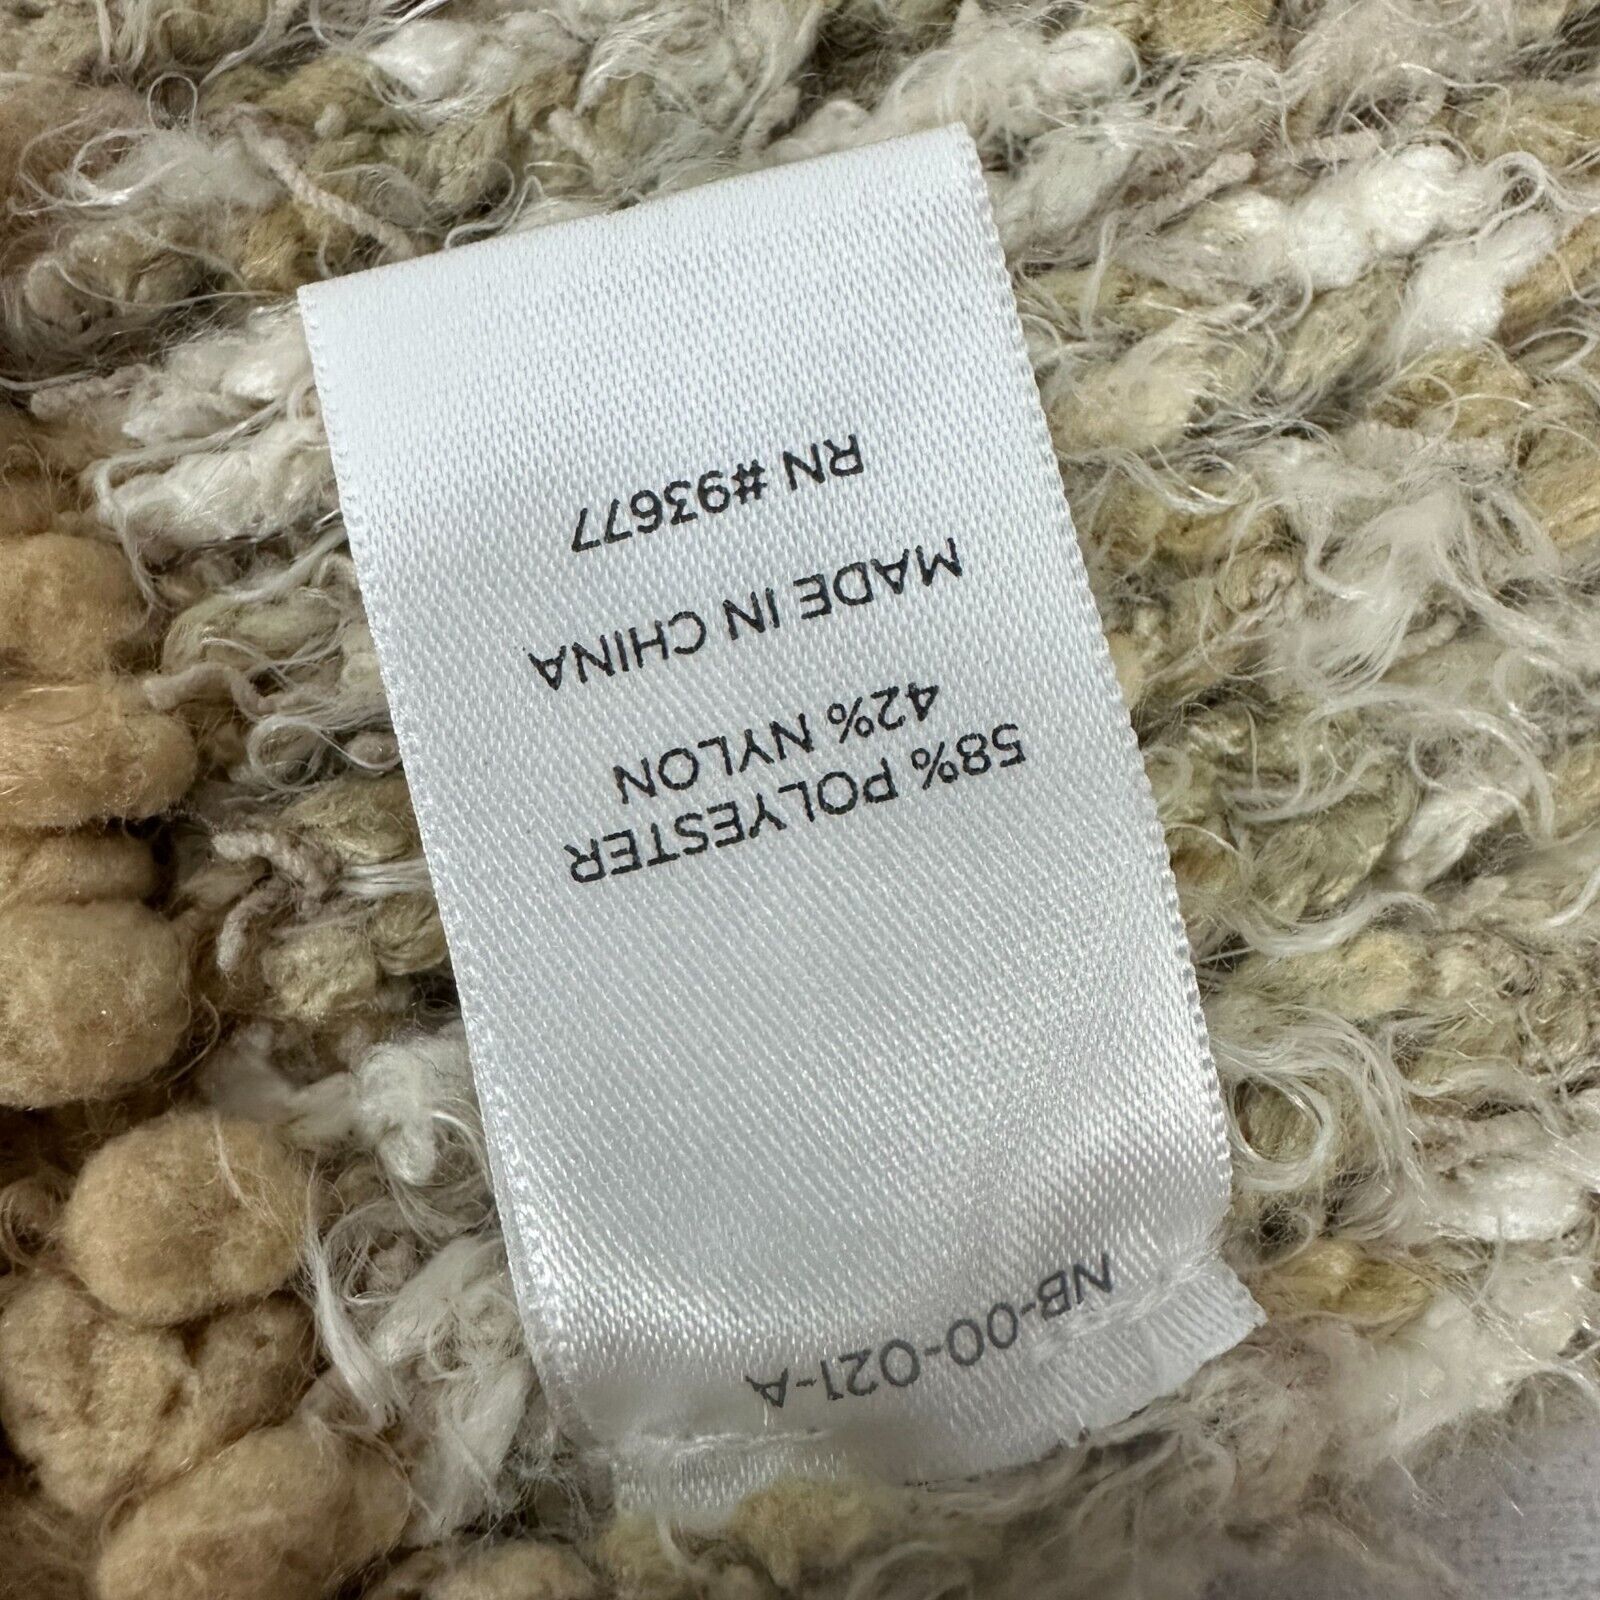 NB-00-021-A
58% POLYESTER
42% NYLON
MADE IN CHINA
RN #93677